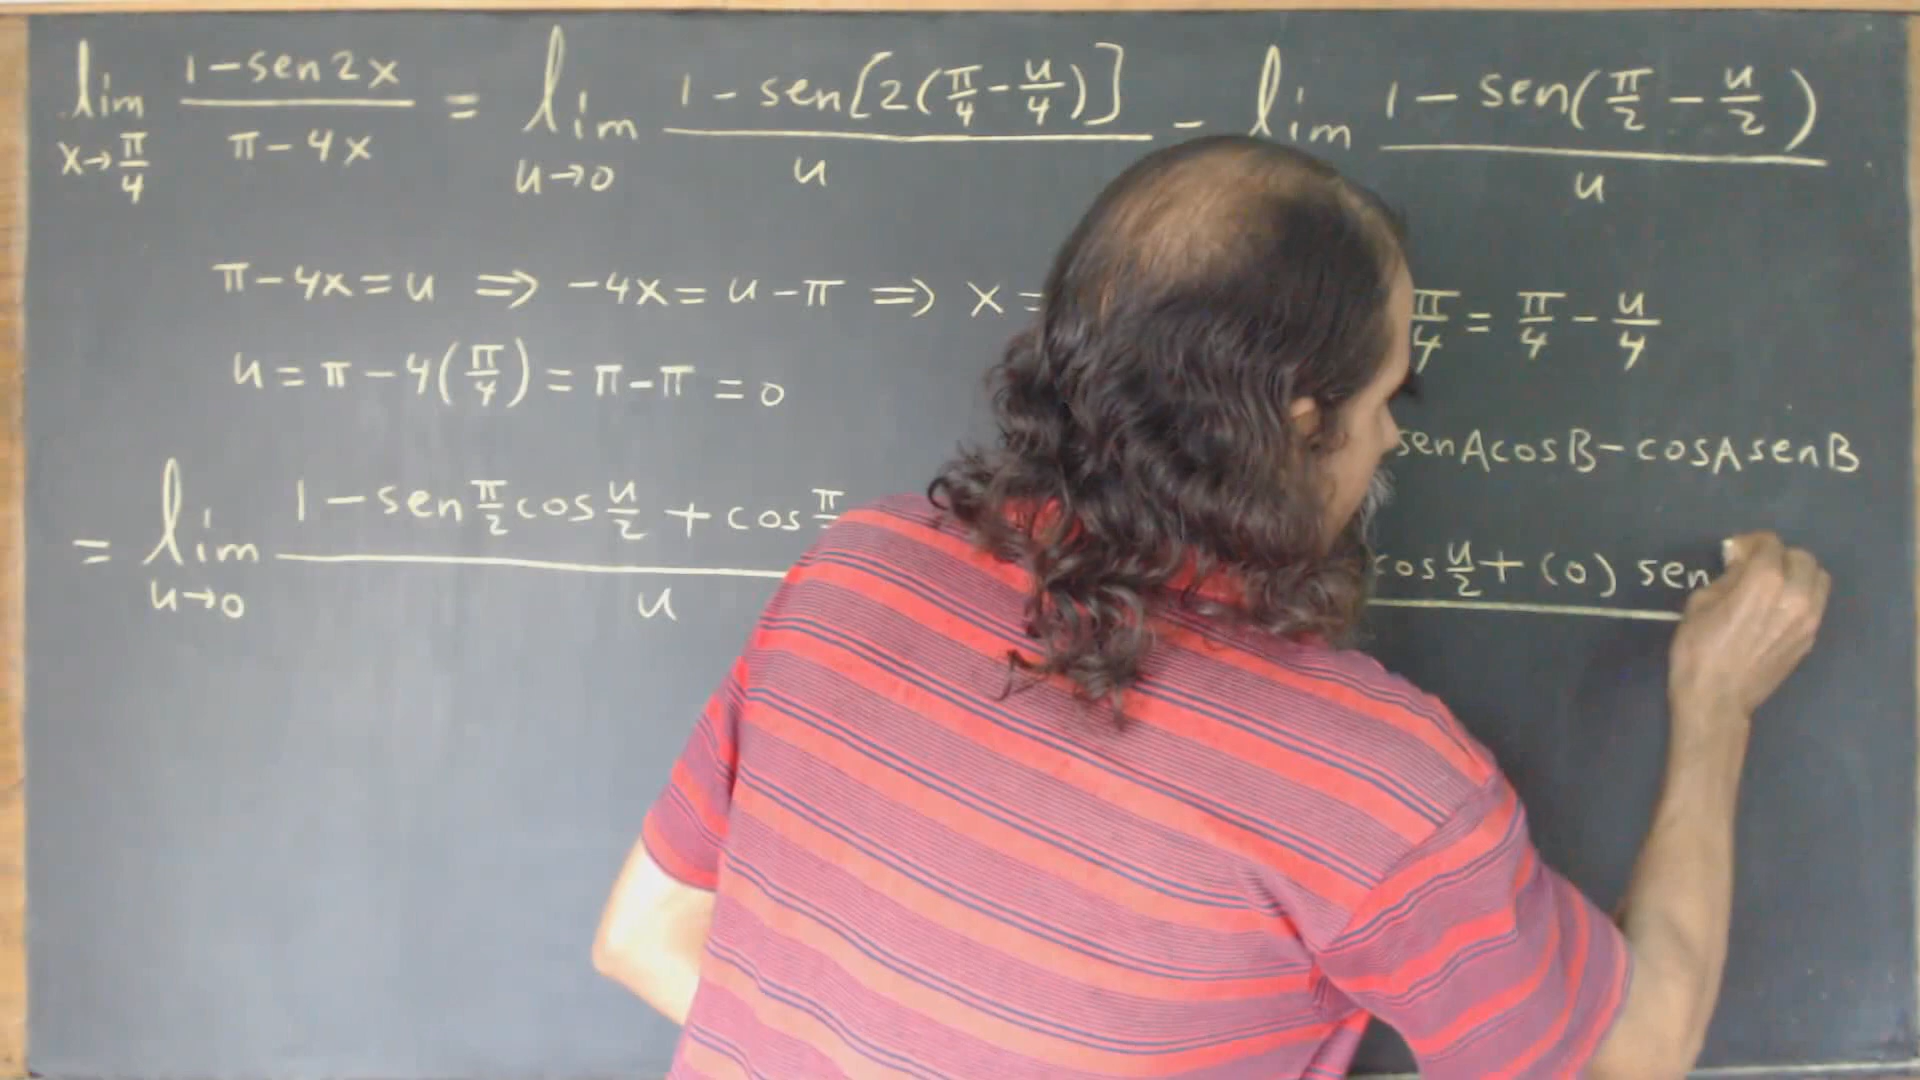 lim x→π/4 (1-sen2x)/(π-4x) = lim u→0 (1-sen[2(π/4-u/4)])/u = lim (1-sen(π/2-u/2))/u
π-4x=u ⇒ -4x=u-π ⇒ x= π/4 = π/4-u/4
u=π-4(π/4)=π-π=0
senAcosB-cosAsenB
= lim u→0 (1-sen π/2 cos u/2 + cos π/ )/u cos u/2+(0)sen